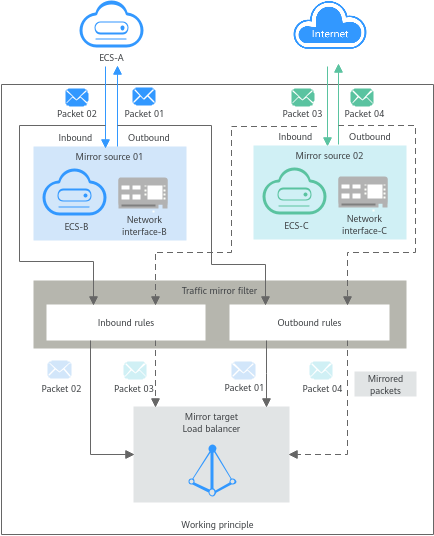 ECS-A
Internet
Packet 02
Packet 01
Packet 03
Packet 04
Inbound
Outbound
Inbound
Outbound
Mirror source 01
Mirror source 02
ECS-B
Network
interface-B
ECS-C
Network
interface-C
Traffic mirror filter
Inbound rules
Outbound rules
Packet 02
Packet 03
Packet 01
Packet 04
Mirrored
packets
Mirror target
Load balancer
Working principle